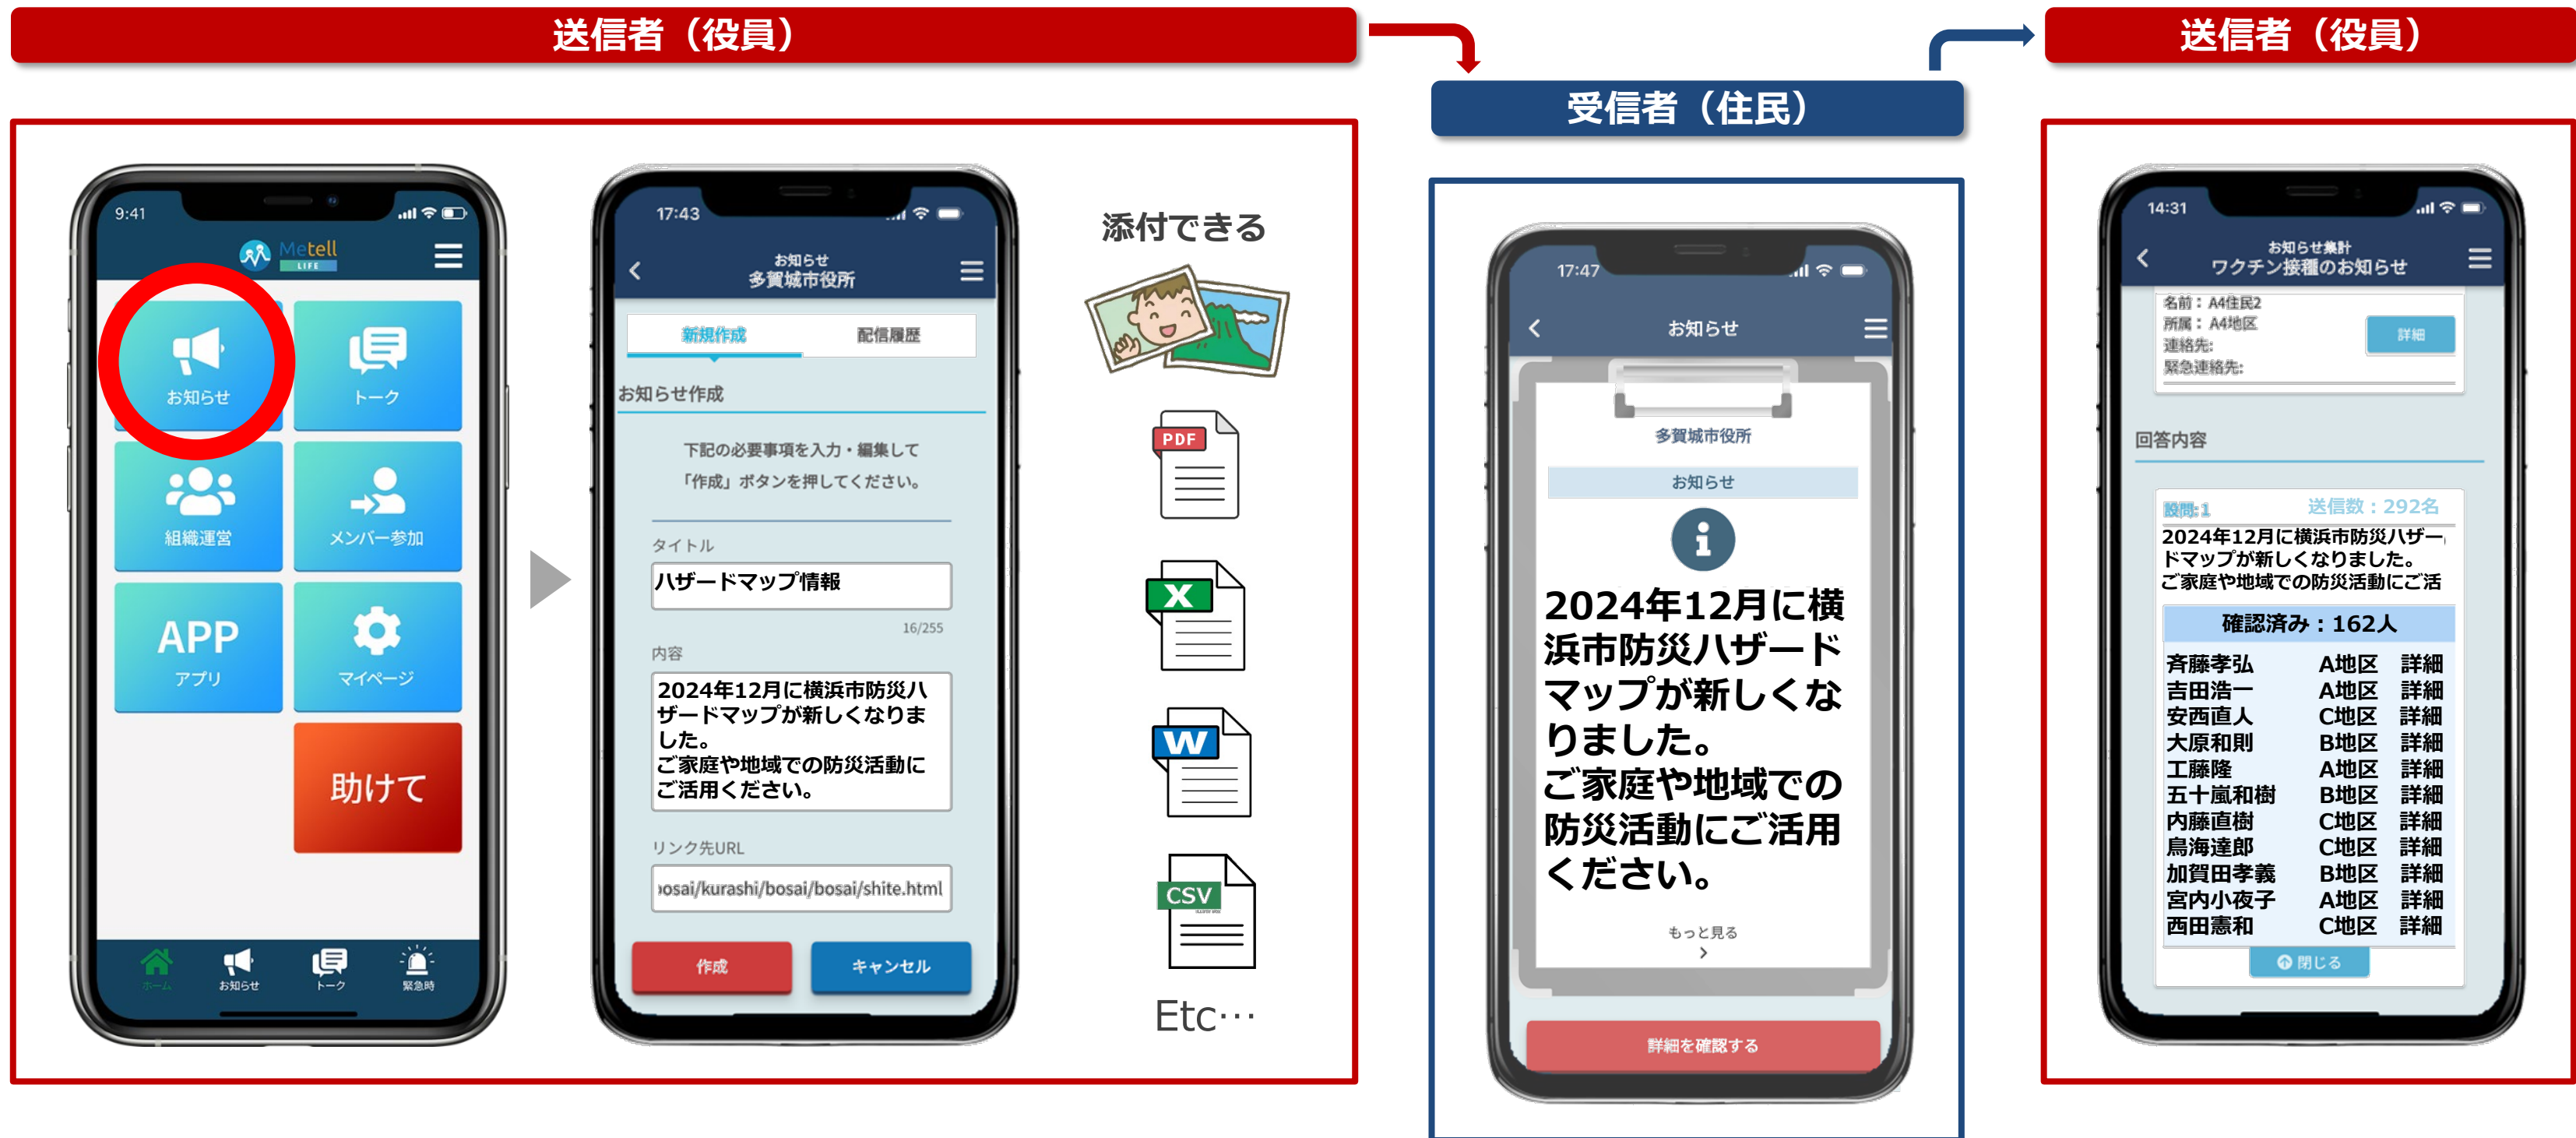 送信者（役員）
送信者（役員）
受信者（住民）
9:41
Metell
LIFE
お知らせ
トーク
組織運営
メンバー参加
APP
アプリ
マイページ
助けて
ホーム
お知らせ
トーク
緊急時
17:43
お知らせ
多賀城市役所
新規作成
配信履歴
お知らせ作成
下記の必要事項を入力・編集して
「作成」ボタンを押してください。
タイトル
ハザードマップ情報
16/255
内容
2024年12月に横浜市防災ハ
ザードマップが新しくなりま
した。
ご家庭や地域での防災活動に
ご活用ください。
リンク先URL
osai/kurashi/bosai/bosai/shite.html
作成
キャンセル
添付できる
PDF
X
W
CSV
Etc…
17:47
お知らせ
多賀城市役所
お知らせ
2024年12月に横
浜市防災ハザード
マップが新しくな
りました。
ご家庭や地域での
防災活動にご活用
ください。
もっと見る
詳細を確認する
14:31
お知らせ集計
ワクチン接種のお知らせ
名前： A4住民2
所属： A4地区
詳細
連絡先:
緊急連絡先:
回答内容
設問:1
送信数：292名
2024年12月に横浜市防災ハザー
ドマップが新しくなりました。
ご家庭や地域での防災活動にご活
確認済み：162人
斉藤孝弘 A地区 詳細
吉田浩一 A地区 詳細
安西直人 C地区 詳細
大原和則 B地区 詳細
工藤隆 A地区 詳細
五十嵐和樹 B地区 詳細
内藤直樹 C地区 詳細
鳥海達郎 C地区 詳細
加賀田孝義 B地区 詳細
宮内小夜子 A地区 詳細
西田憲和 C地区 詳細
閉じる